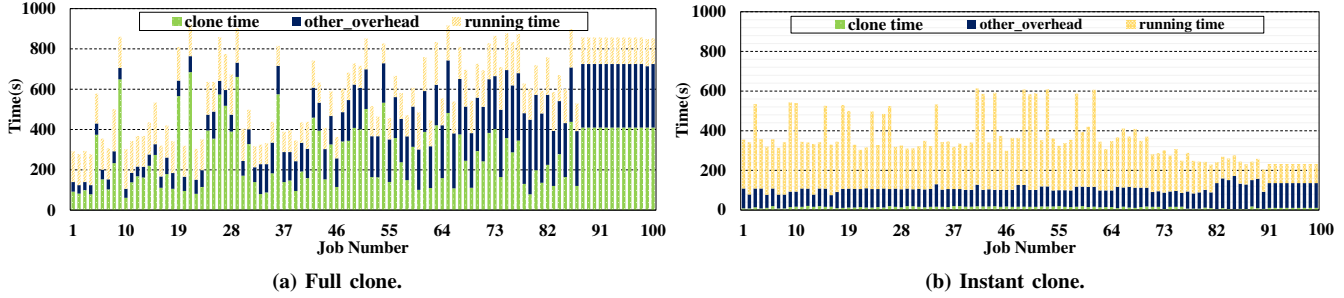 1000
800
600
400
200
0
Time(s)
clone time other_overhead running time
1 10 19 28 37 46 55 64 73 82 91 100
Job Number
(a) Full clone.
1000
800
600
400
200
0
Time(s)
clone time other_overhead running time
1 10 19 28 37 46 55 64 73 82 91 100
Job Number
(b) Instant clone.